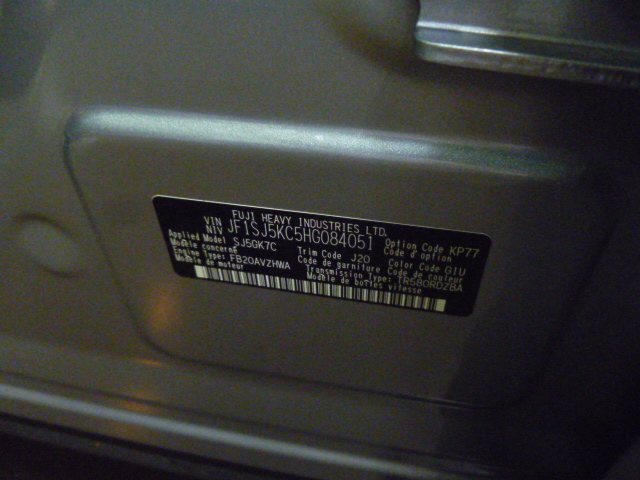 FUJI HEAVY INDUSTRIES LTD.
VIN
NIV JF1SJ5KC5HG084051
Applied Model SJ5GK7C Trim Code J20 Option Code KP77
Modèle concerné Code de garniture Code d'option
Engine Type: FB20AVZHWA Color Code G1U
Modèle de moteur Code de couleur
Transmission Type: TR580RDZBA
Modèle de boîtes vitesse